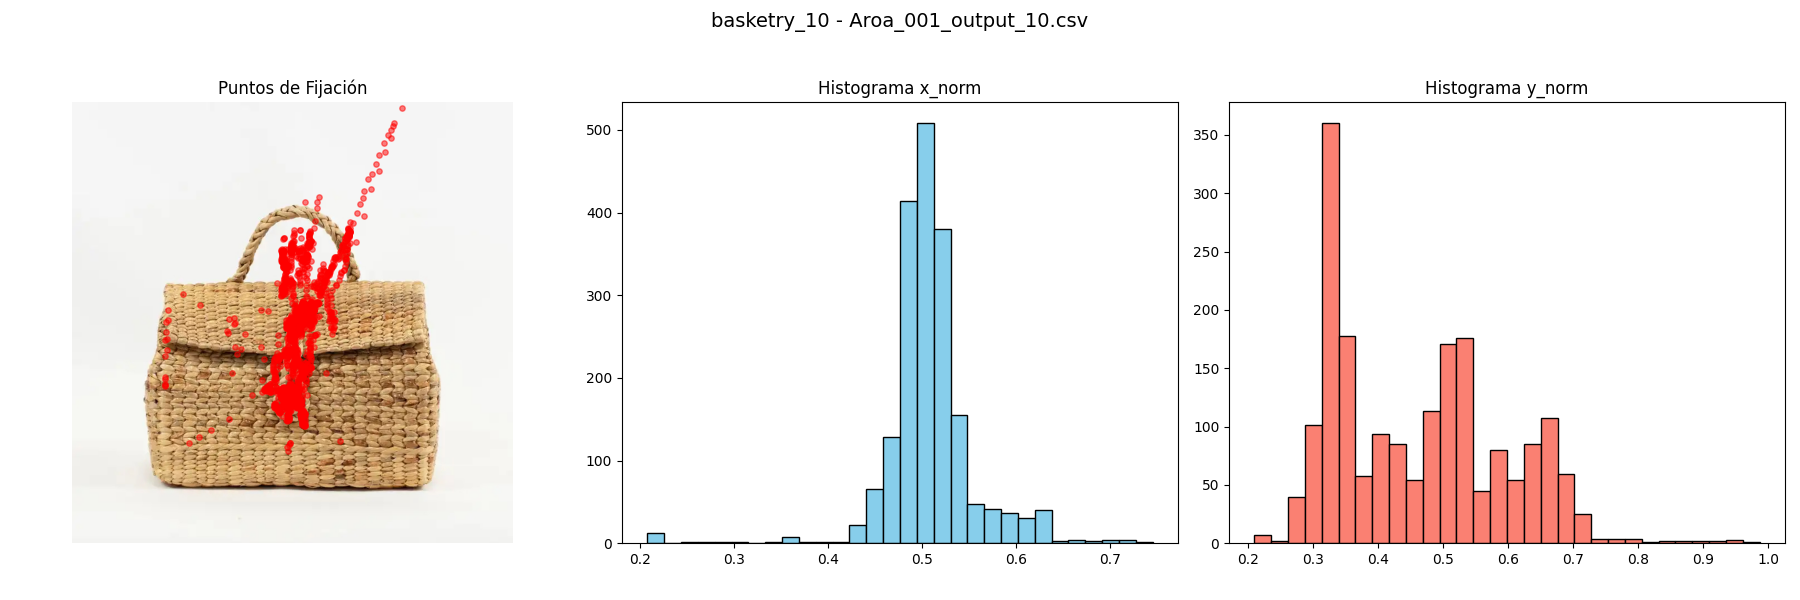 basketry_10 - Aroa_001_output_10.csv
Puntos de Fijación
Histograma x_norm
Histograma y_norm
500
400
300
200
100
0
0.2 0.3 0.4 0.5 0.6 0.7
350
300
250
200
150
100
50
0
0.2 0.3 0.4 0.5 0.6 0.7 0.8 0.9 1.0